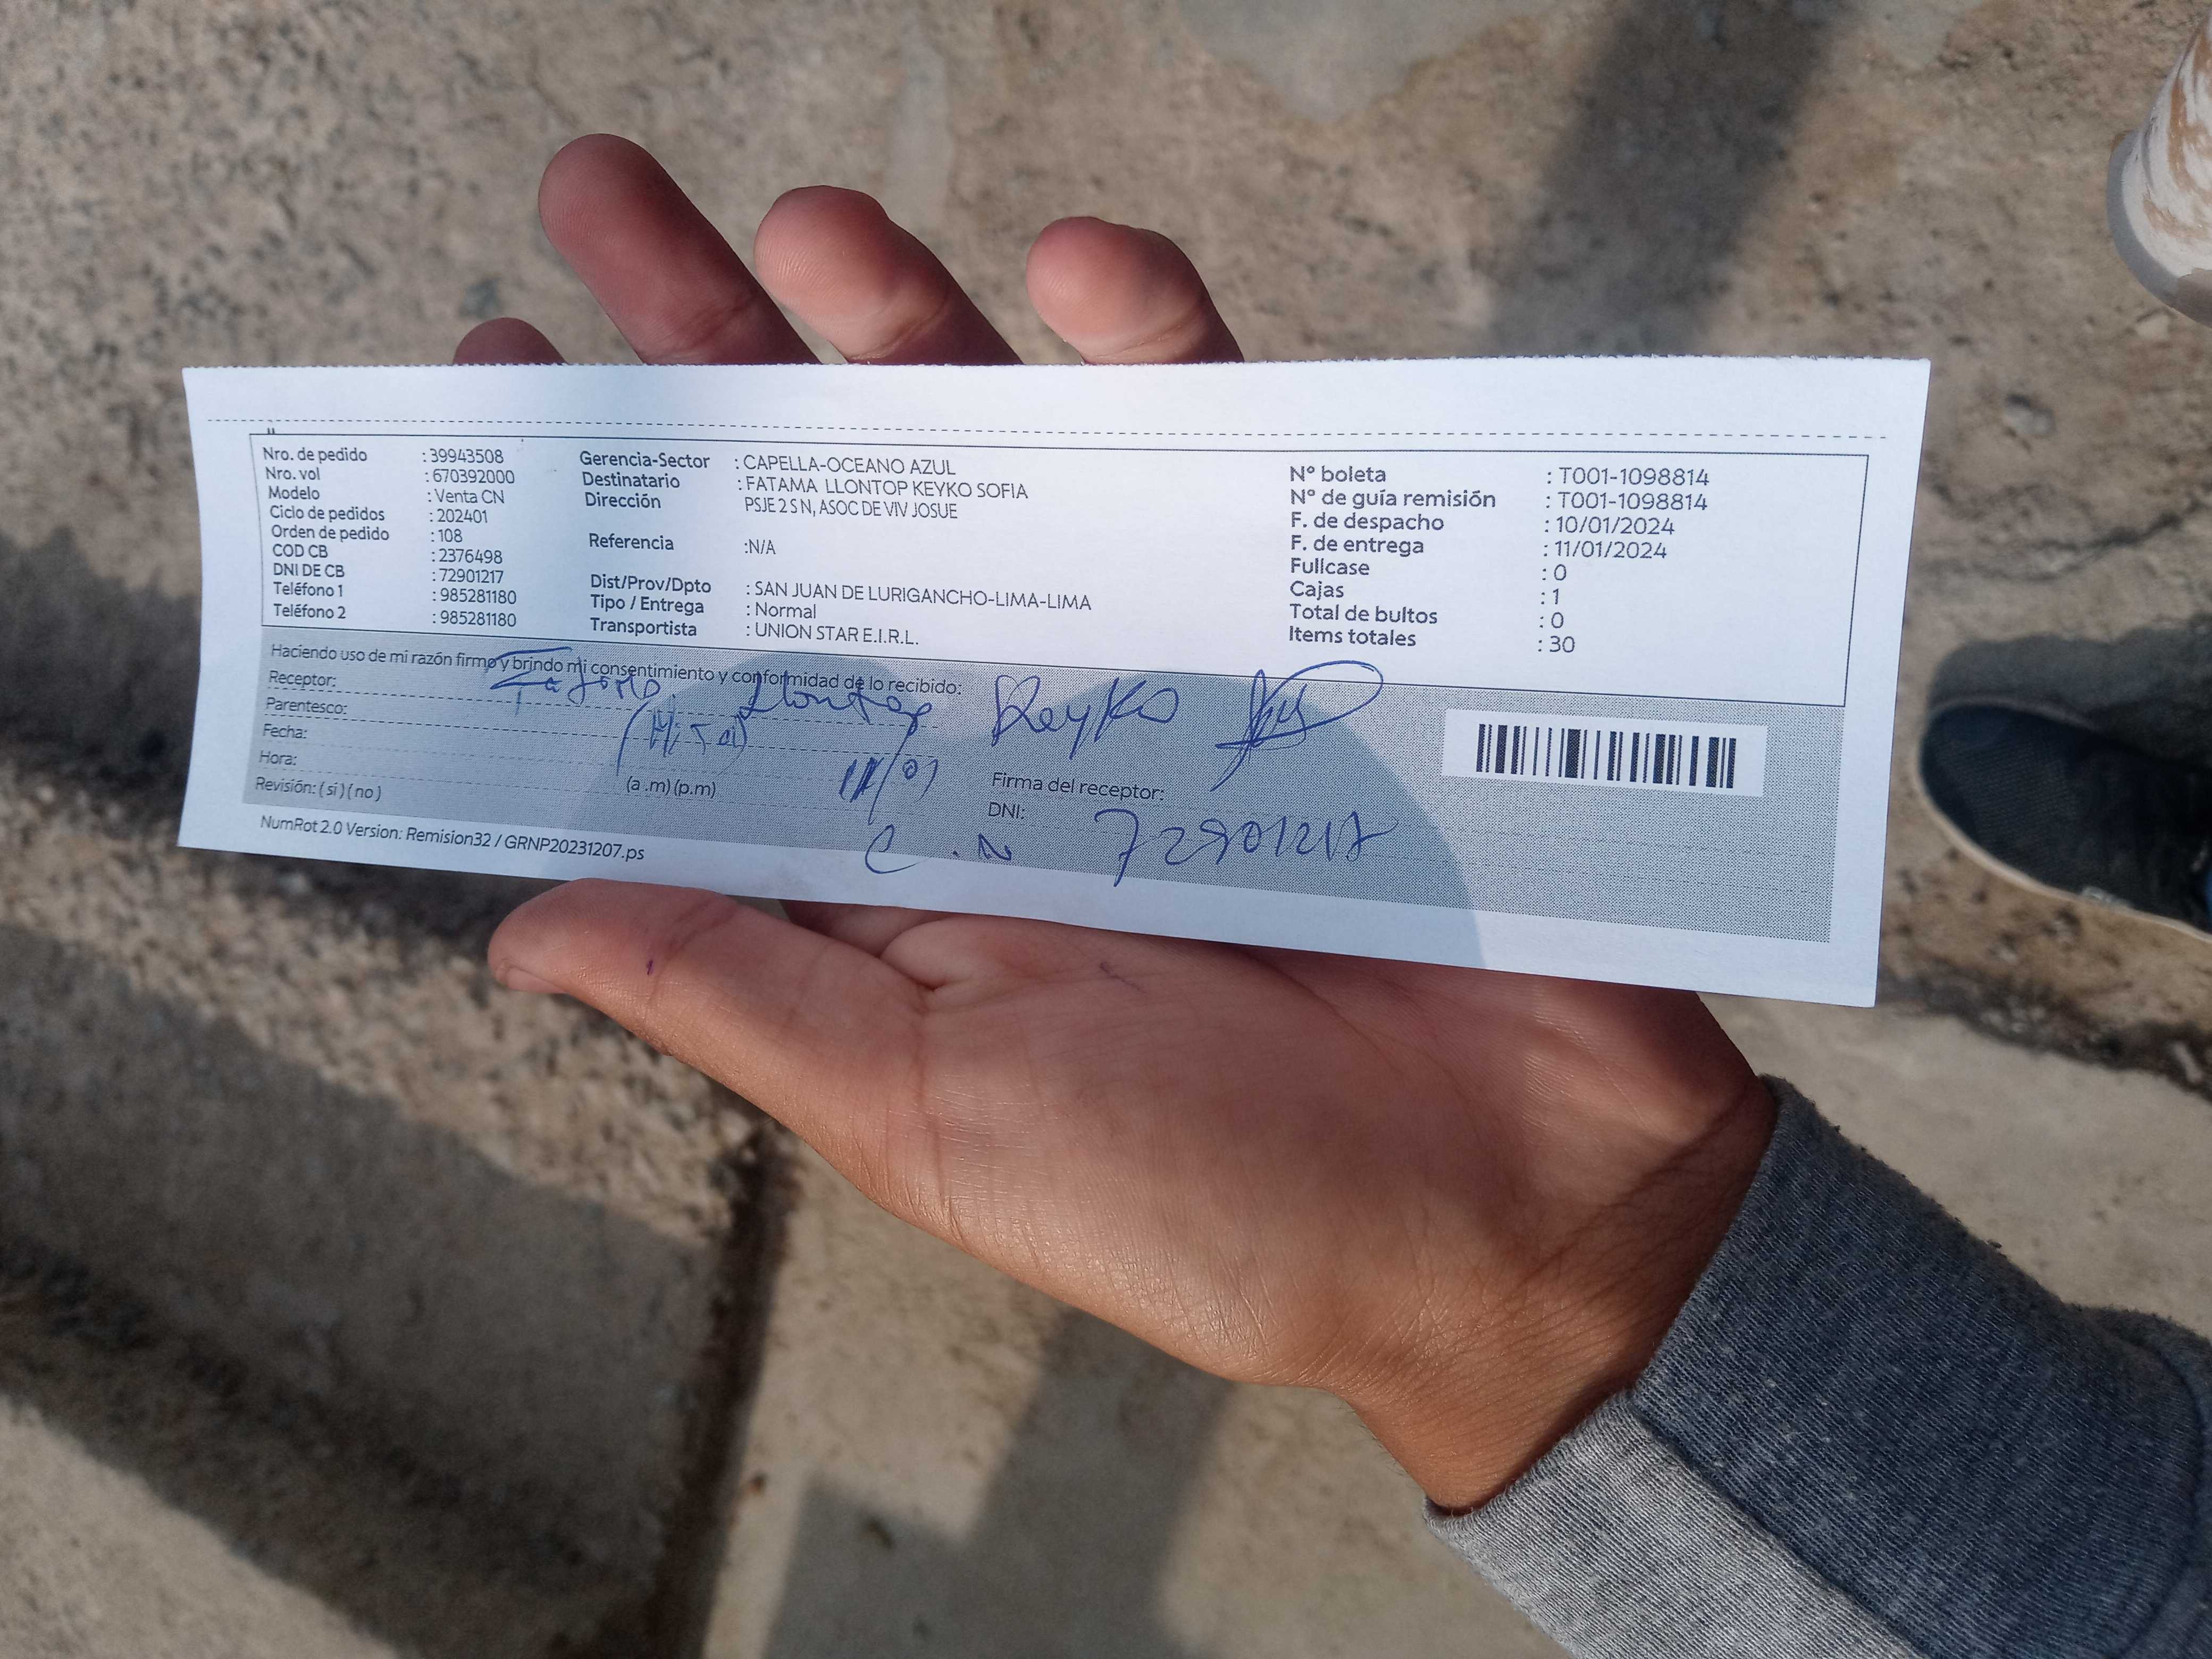 Nro. de pedido : 39943508
Nro. vol : 670392000
Modelo : Venta CN
Ciclo de pedidos : 202401
Orden de pedido : 108
COD CB : 2376498
DNI DE CB : 72901217
Teléfono 1 : 985281180
Teléfono 2 : 985281180
Gerencia-Sector : CAPELLA-OCEANO AZUL
Destinatario : FATAMA LLONTOP KEYKO SOFIA
Dirección PSJE 2 S N, ASOC DE VIV JOSUE
Referencia :N/A
Dist/Prov/Dpto : SAN JUAN DE LURIGANCHO-LIMA-LIMA
Tipo / Entrega : Normal
Transportista : UNION STAR E.I.R.L.
Nº boleta : T001-1098814
Nº de guía remisión : T001-1098814
F. de despacho : 10/01/2024
F. de entrega : 11/01/2024
Fullcase : 0
Cajas : 1
Total de bultos : 0
Items totales : 30
Haciendo uso de mi razón firmo y brindo mi consentimiento y conformidad de lo recibido:
Receptor: Llontop Keyko
Parentesco:
Fecha: 11/01
Hora: (a .m) (p.m)
Revisión: ( si ) ( no )
Firma del receptor:
DNI: 72901217
C.N
NumRot 2.0 Version: Remision32 / GRNP20231207.ps